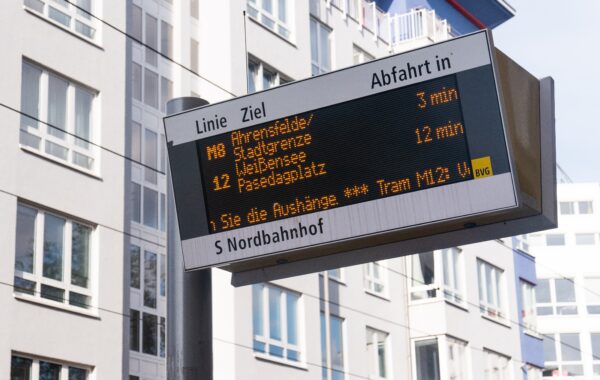 Linie Ziel Abfahrt in
M8 Ahrensfelde/ 3 min
Stadtgrenze
12 Weißensee 12 min
Pasedagplatz
Sie die Aushänge *** Tram M12:
BVG
S Nordbahnhof